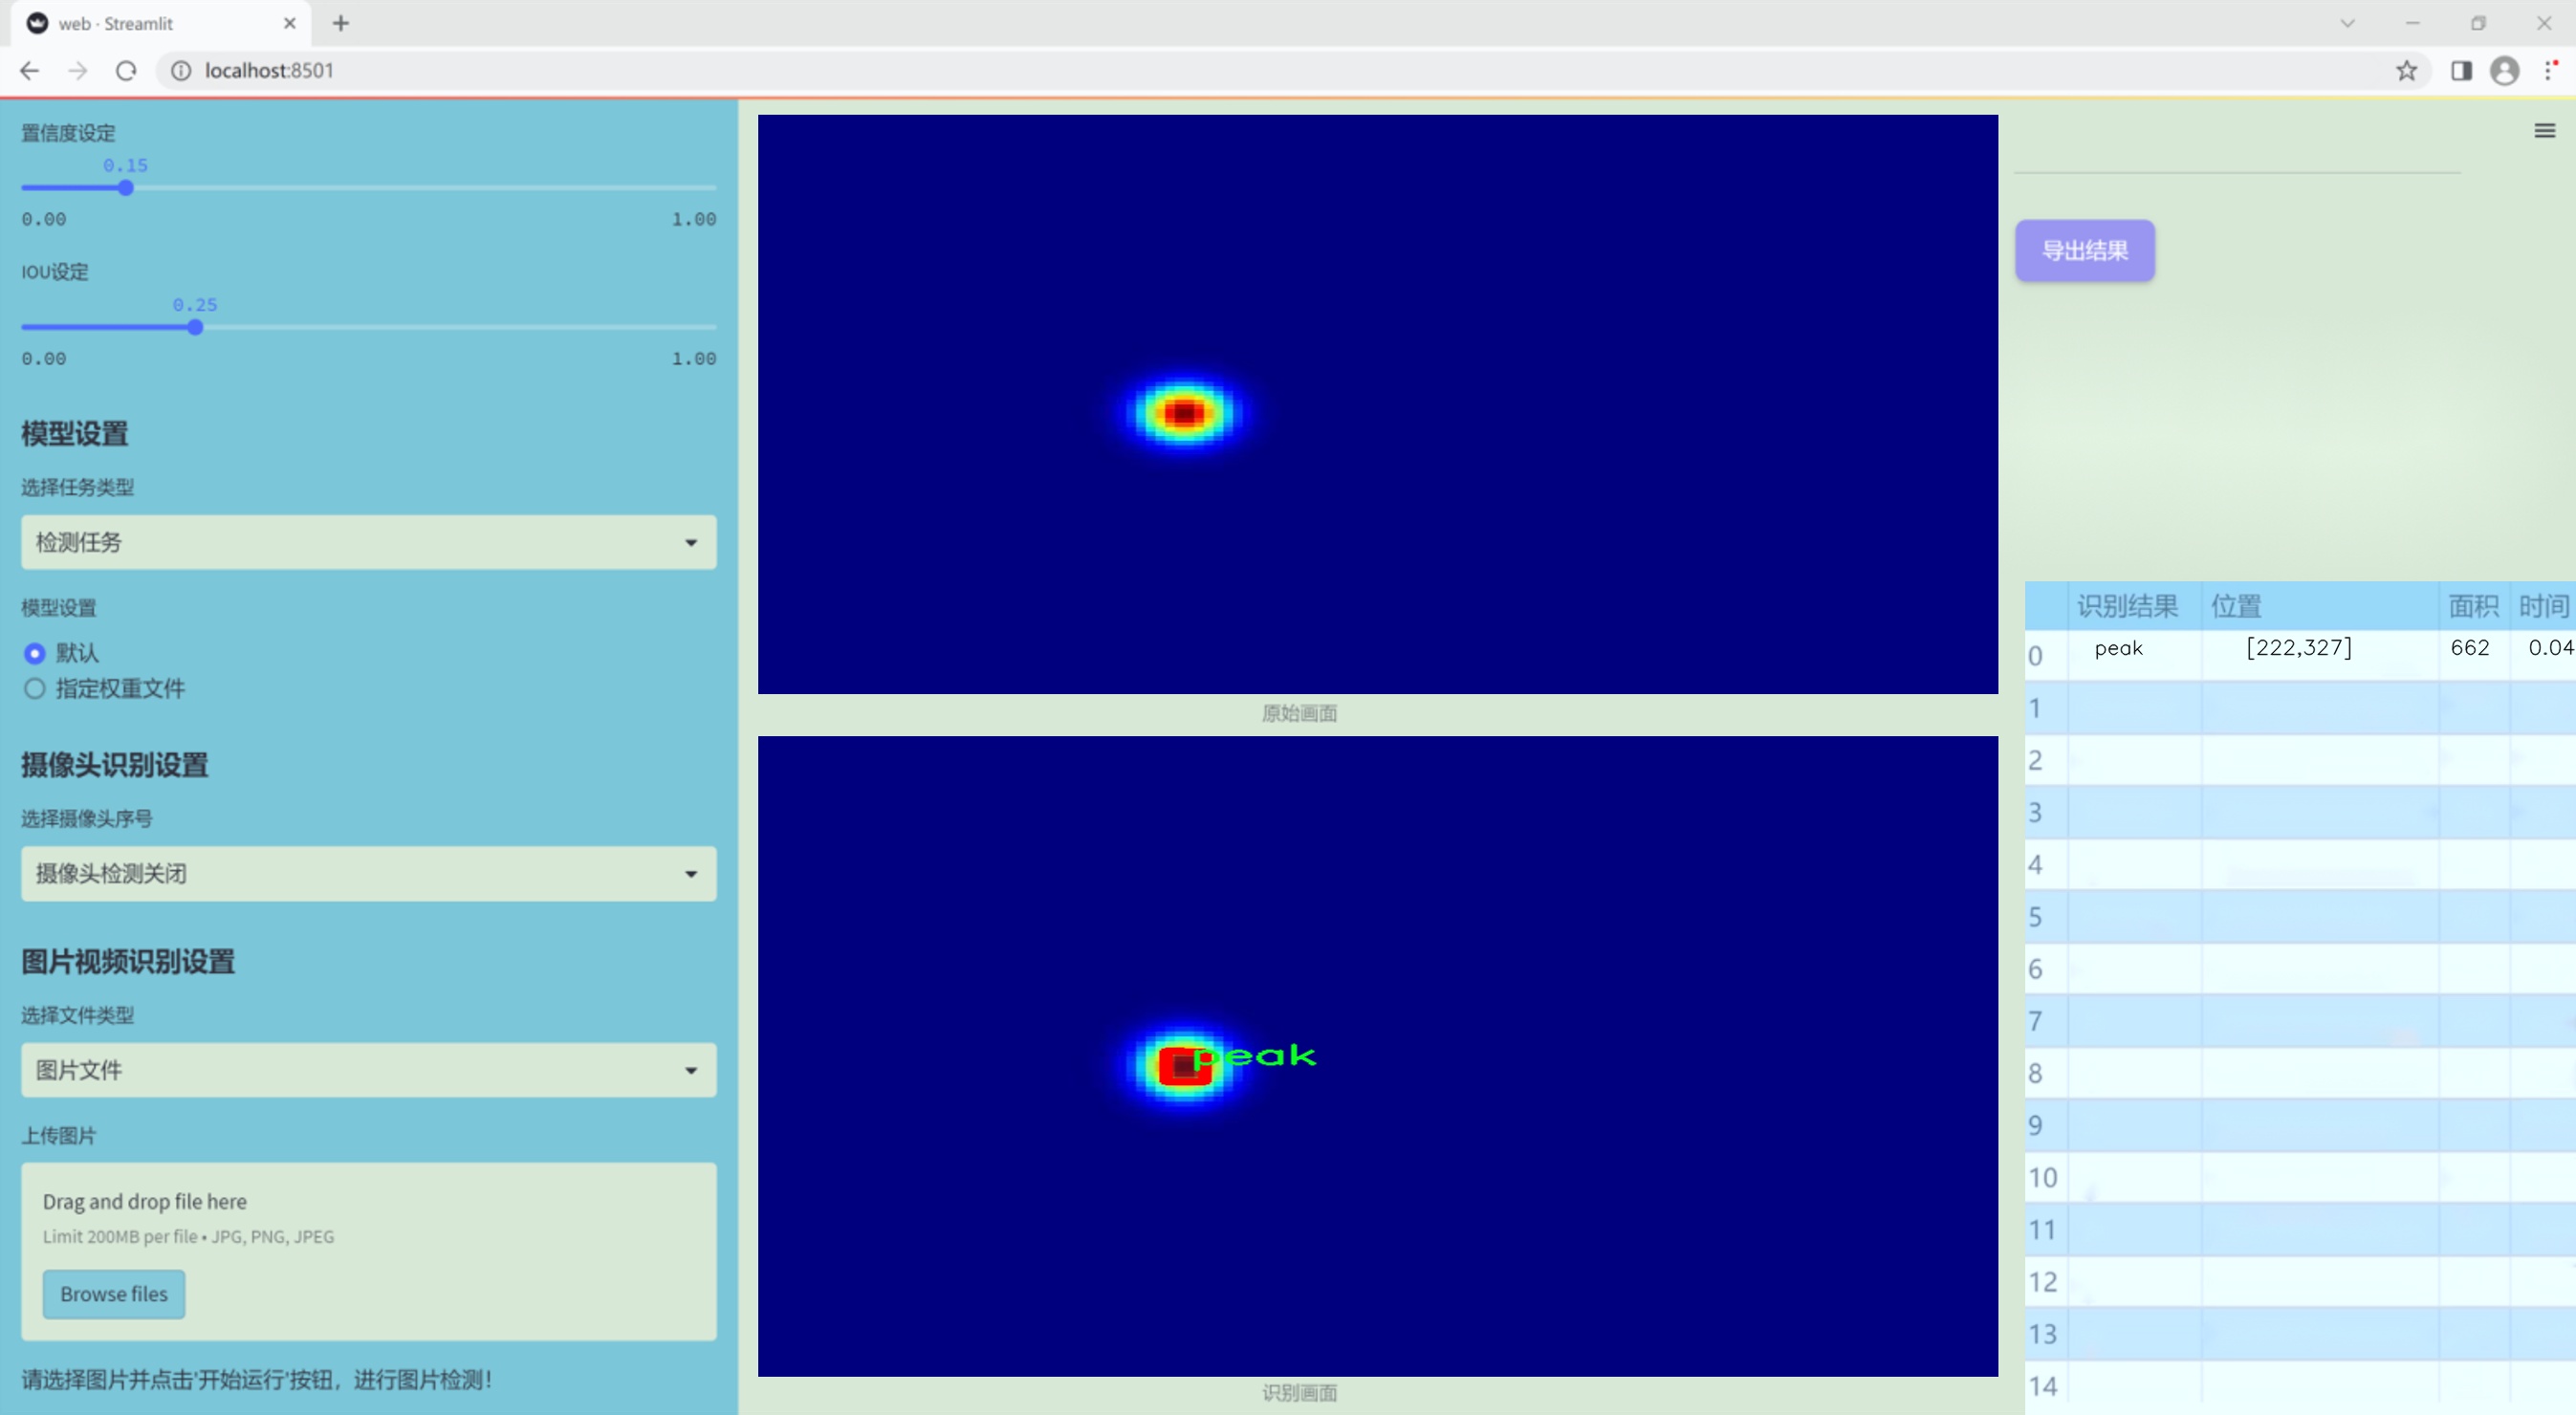 web · Streamlit
localhost:8501
置信度设定
0.15
0.00 1.00
IOU设定
0.25
0.00 1.00
模型设置
选择任务类型
检测任务
模型设置
默认
指定权重文件
摄像头识别设置
选择摄像头序号
摄像头检测关闭
图片视频识别设置
选择文件类型
图片文件
上传图片
Drag and drop file here
Limit 200MB per file • JPG, PNG, JPEG
Browse files
请选择图片并点击'开始运行'按钮，进行图片检测！
原始画面
peak
识别画面
导出结果
识别结果 位置 面积 时间
0 peak [222,327] 662 0.04
1
2
3
4
5
6
7
8
9
10
11
12
13
14